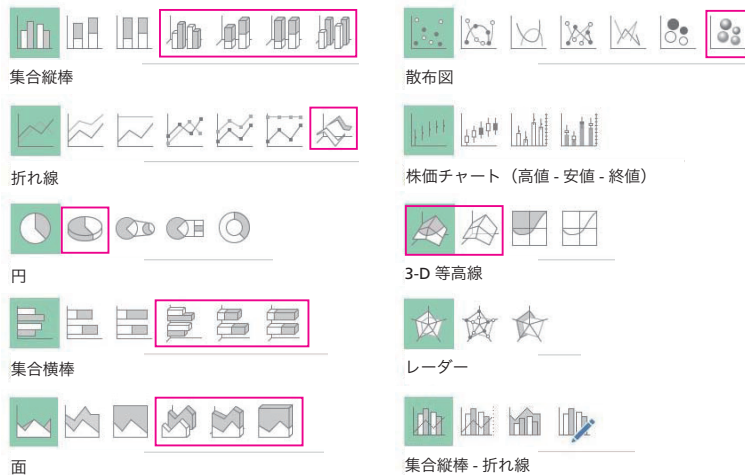 集合縦棒
折れ線
円
集合横棒
面
散布図
株価チャート（高値 - 安値 - 終値）
3-D 等高線
レーダー
集合縦棒 - 折れ線